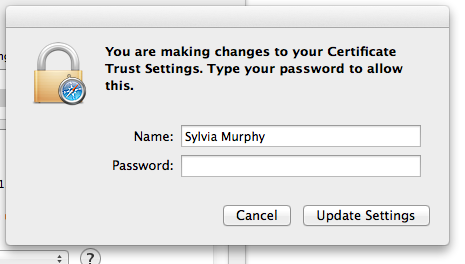 You are making changes to your Certificate
Trust Settings. Type your password to allow
this.
Name: Sylvia Murphy
Password:
Cancel Update Settings
?